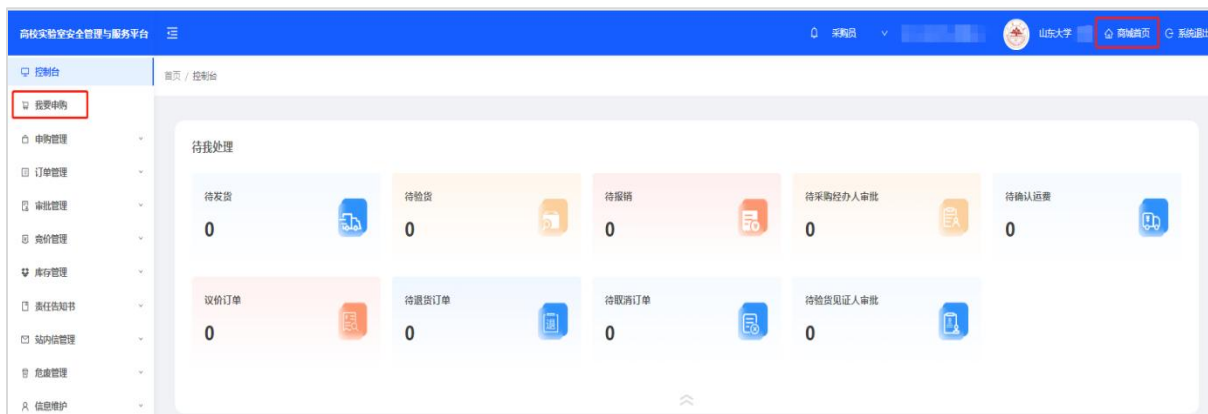 高校实验室安全管理与服务平台
采购员
山东大学
商城首页
系统退出
控制台
首页 / 控制台
我要申购
申购管理
订单管理
审批管理
竞价管理
库存管理
责任告知书
站内信管理
危废管理
信息维护
待我处理
待发货
0
待验货
0
待报销
0
待采购经办人审批
0
待确认运费
0
议价订单
0
待退货订单
0
待取消订单
0
待验货见证人审批
0